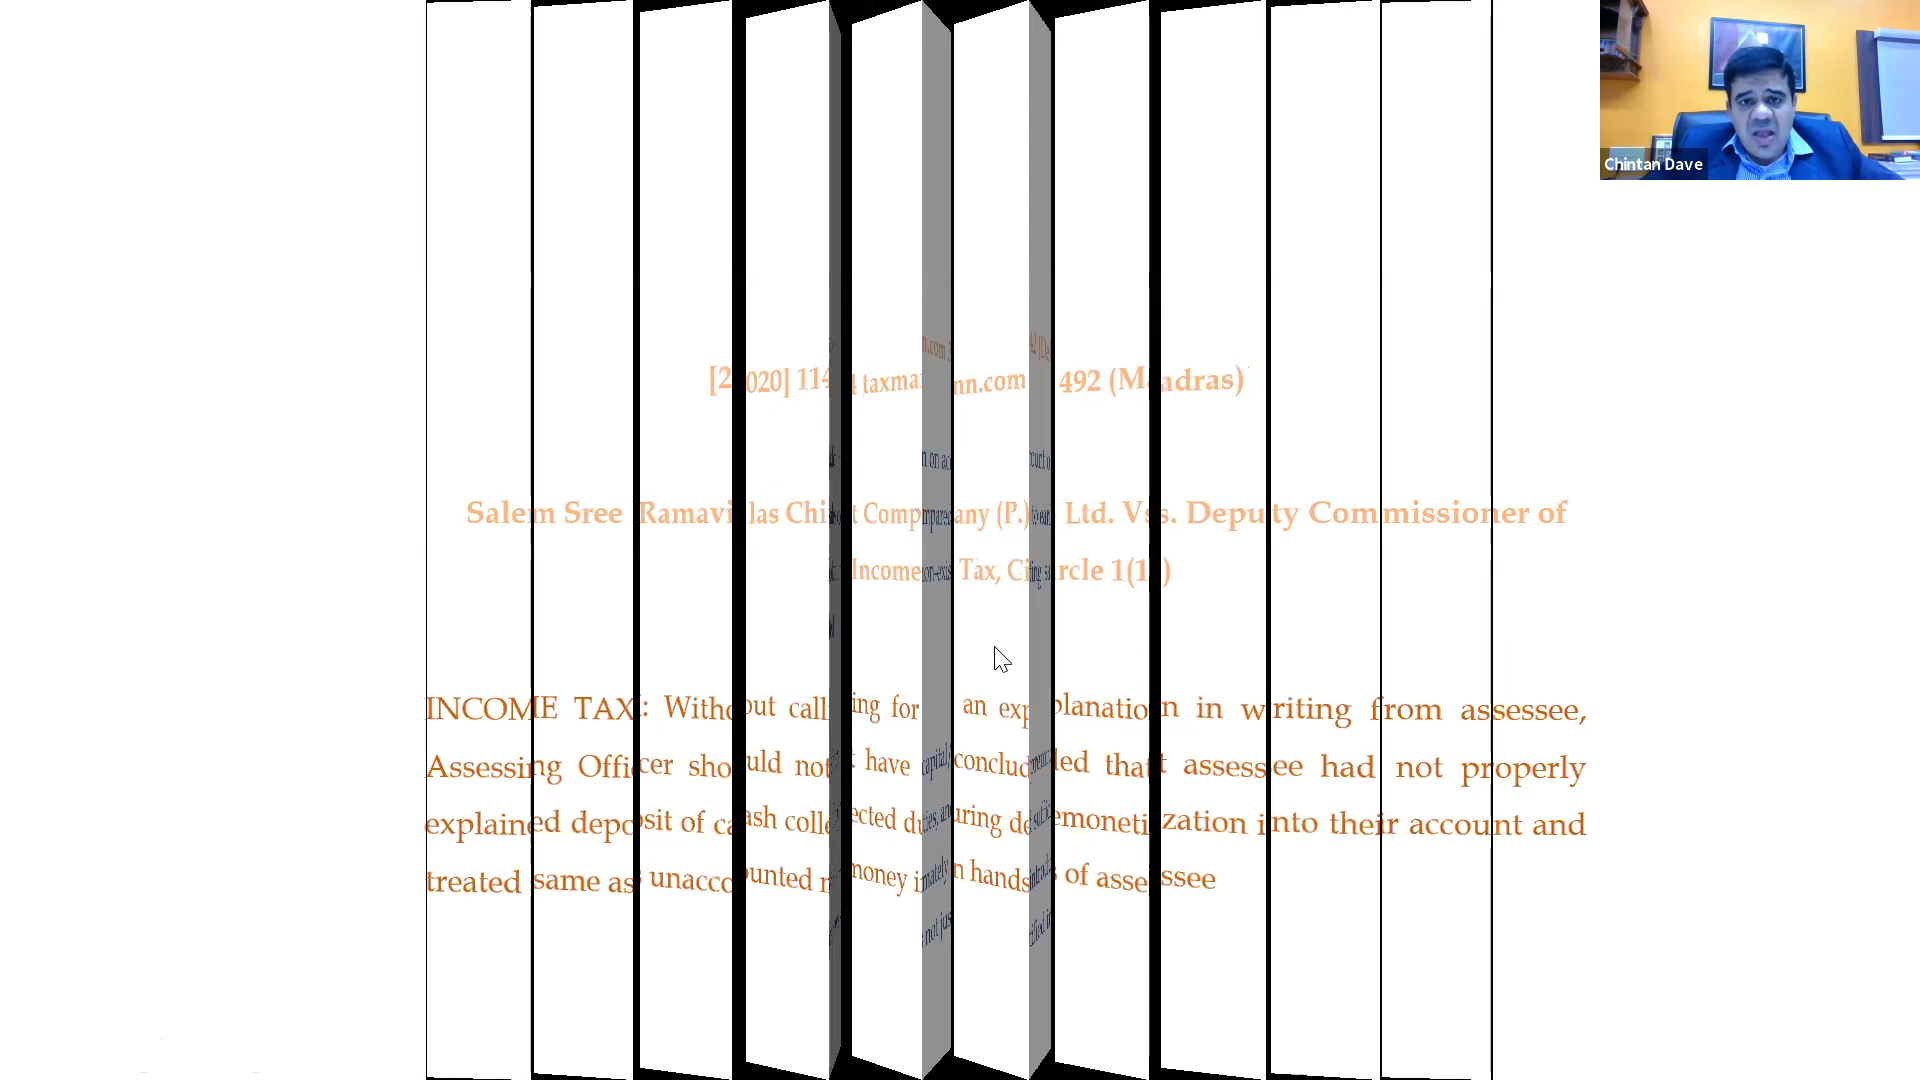 Chintan Dave
[2020] 114 taxmann.com 492 (Madras)
Salem Sree Ramavilas Chit Company (P.) Ltd. Vs. Deputy Commissioner of
Income Tax, Circle 1(1)
INCOME TAX: Without calling for an explanation in writing from assessee,
Assessing Officer should not have concluded that assessee had not properly
explained deposit of cash collected during demonetization into their account and
treated same as unaccounted money in hands of assessee